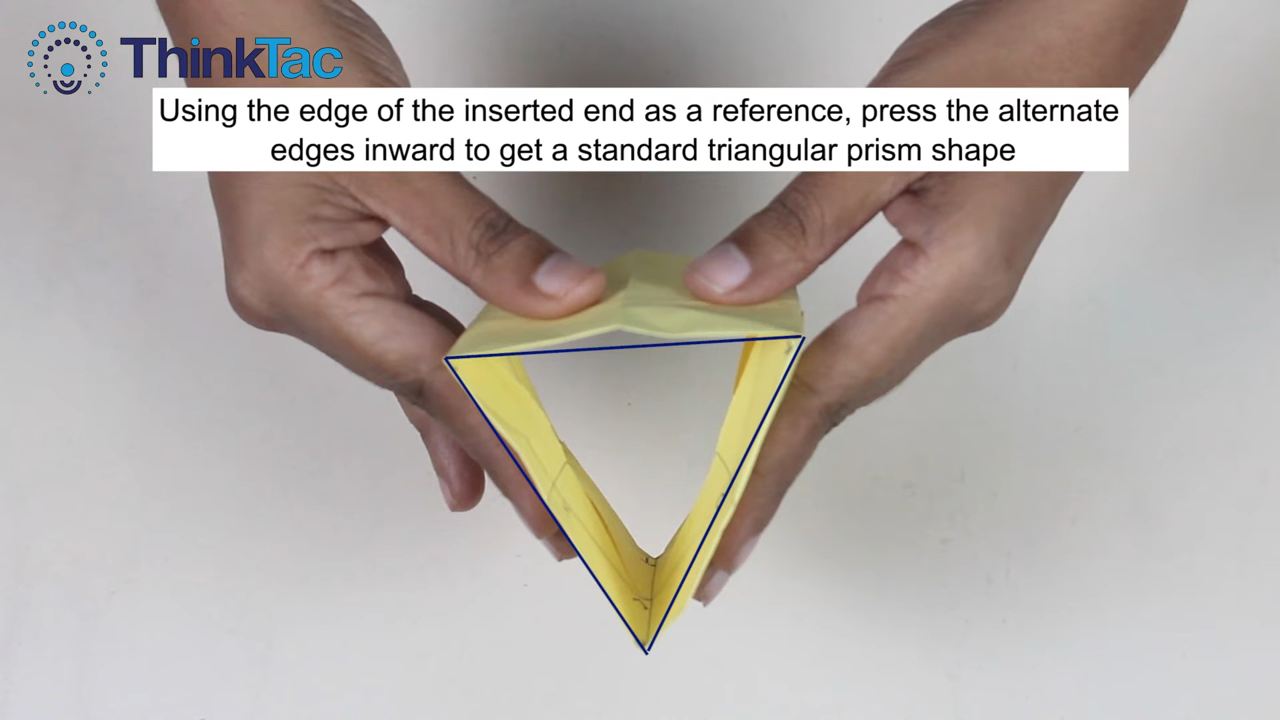 ThinkTac
Using the edge of the inserted end as a reference, press the alternate
edges inward to get a standard triangular prism shape